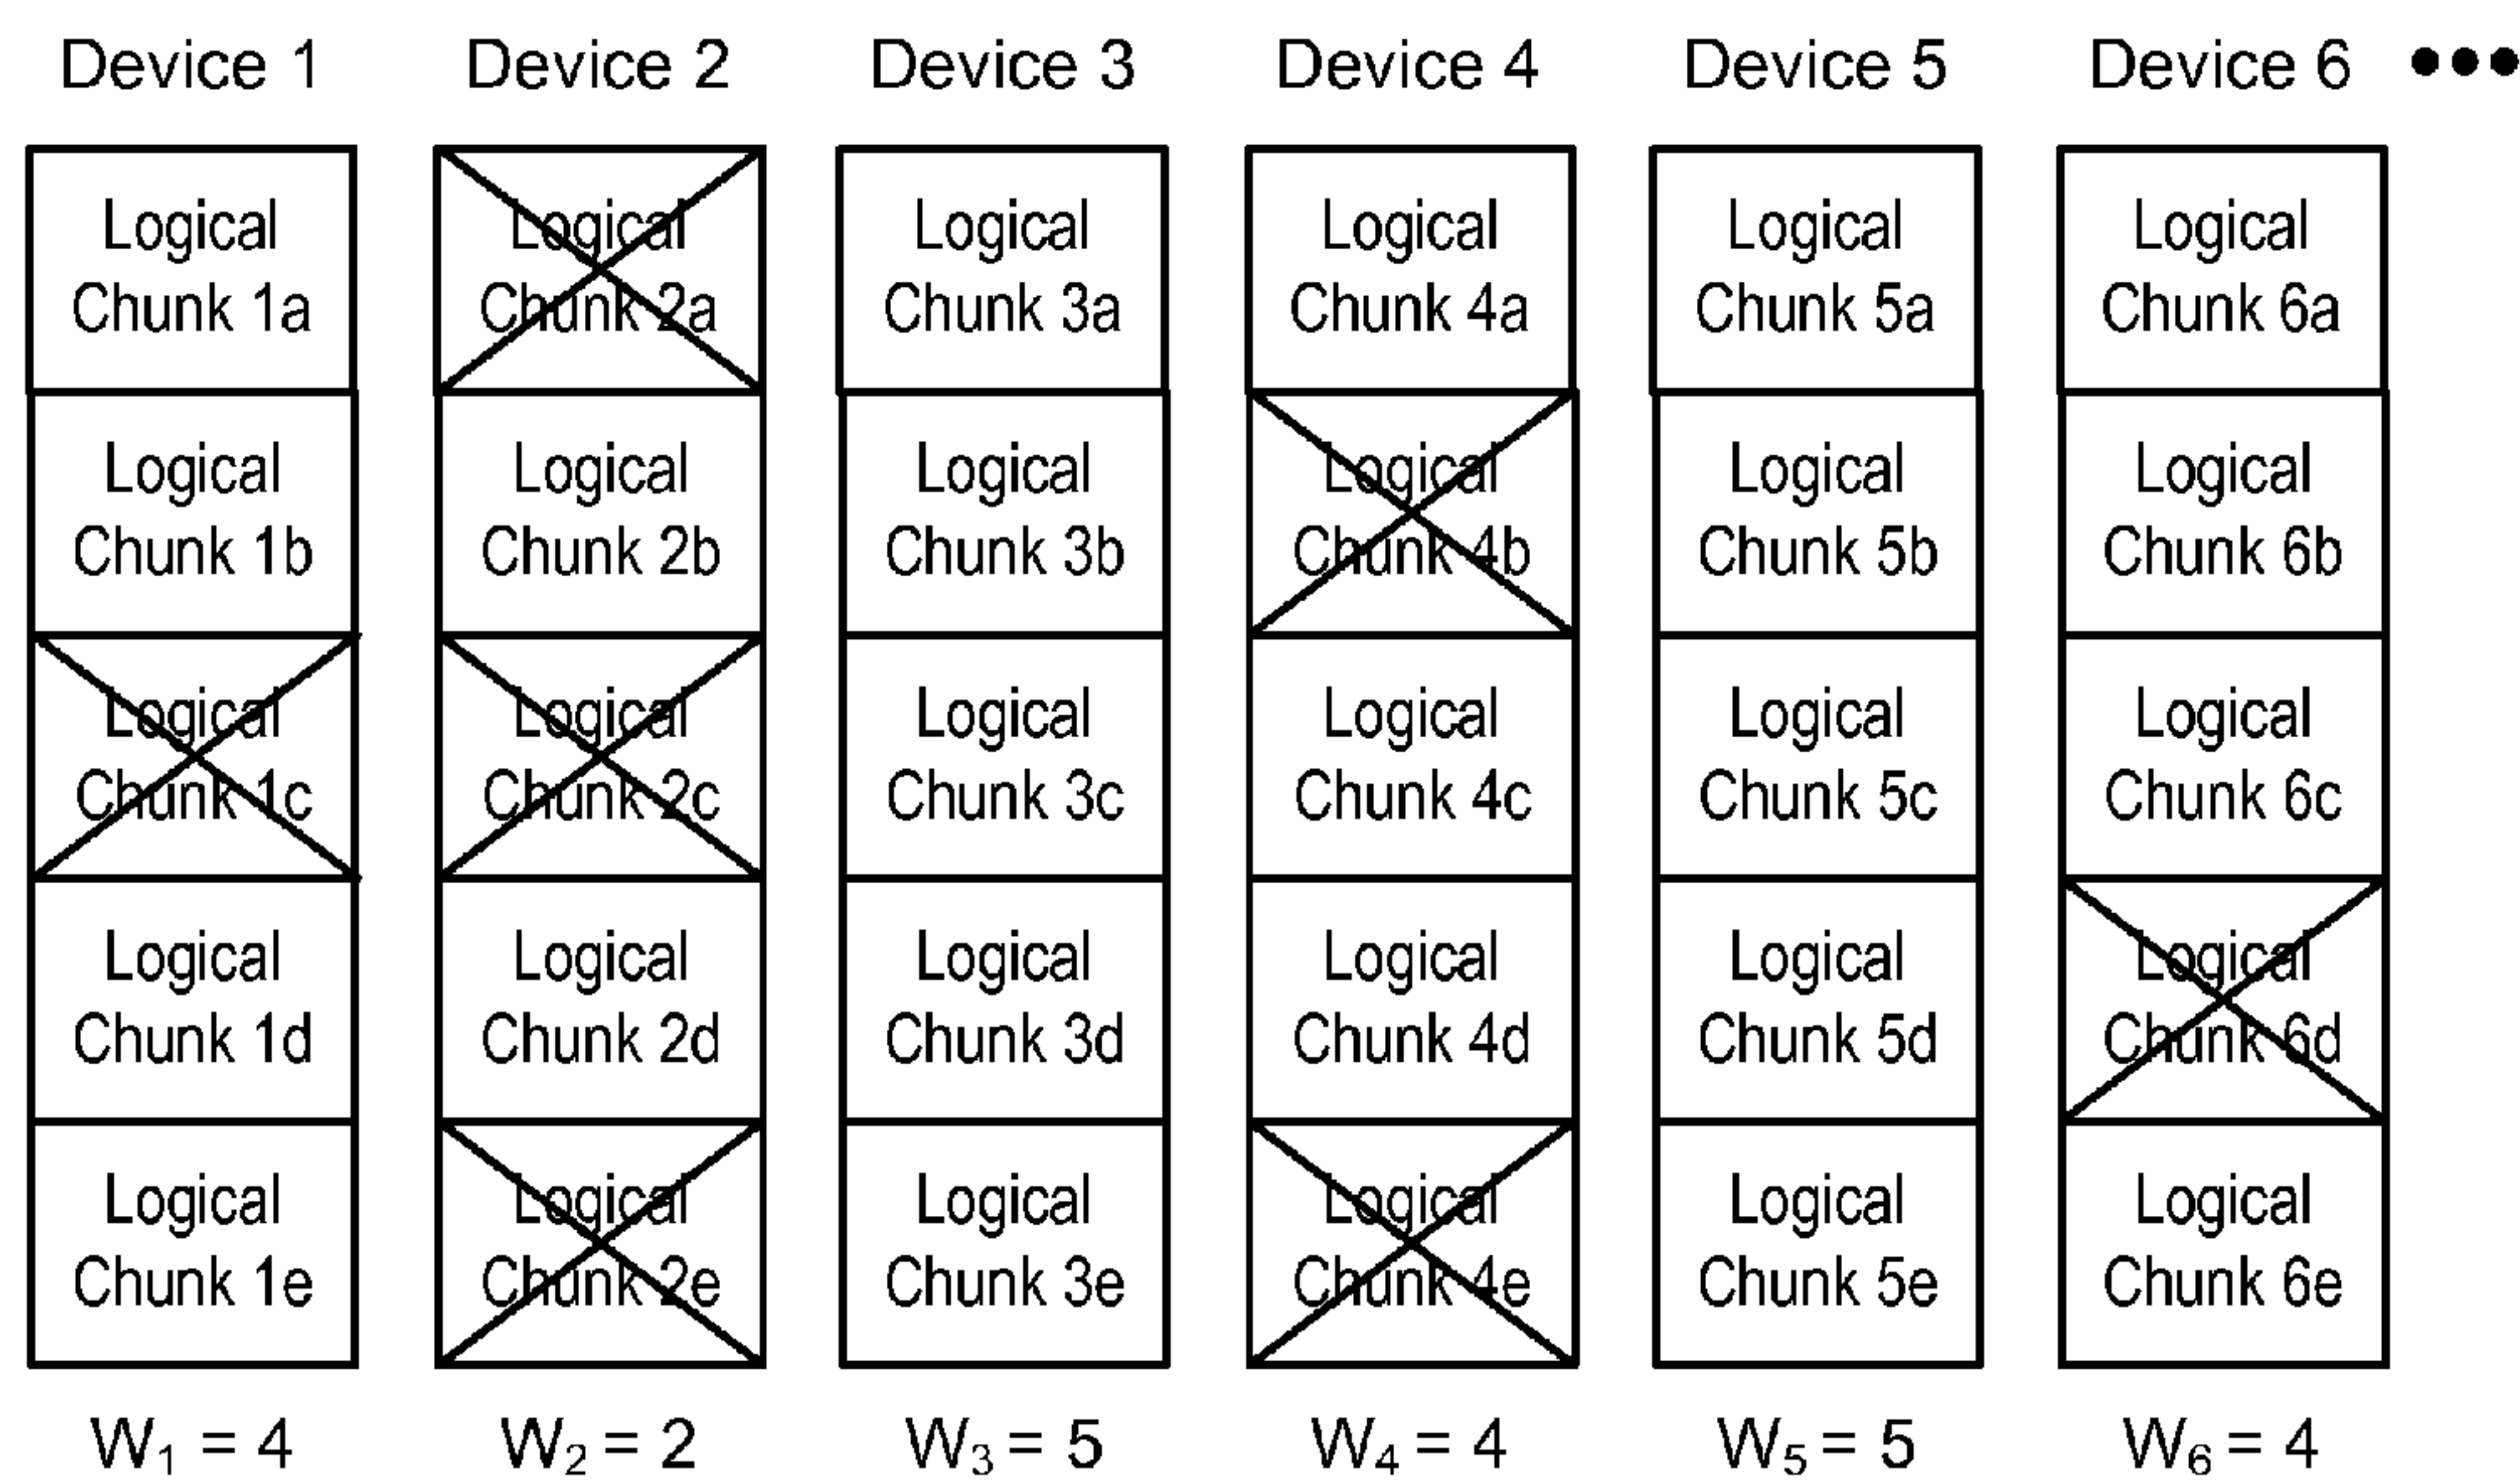 Device 1 Device 2 Device 3 Device 4 Device 5 Device 6 •••
Logical Logical Logical Logical Logical Logical
Chunk 1a Chunk 2a Chunk 3a Chunk 4a Chunk 5a Chunk 6a
Logical Logical Logical Logical Logical Logical
Chunk 1b Chunk 2b Chunk 3b Chunk 4b Chunk 5b Chunk 6b
Logical Logical Logical Logical Logical Logical
Chunk 1c Chunk 2c Chunk 3c Chunk 4c Chunk 5c Chunk 6c
Logical Logical Logical Logical Logical Logical
Chunk 1d Chunk 2d Chunk 3d Chunk 4d Chunk 5d Chunk 6d
Logical Logical Logical Logical Logical Logical
Chunk 1e Chunk 2e Chunk 3e Chunk 4e Chunk 5e Chunk 6e
W₁ = 4 W₂ = 2 W₃ = 5 W₄ = 4 W₅ = 5 W₆ = 4